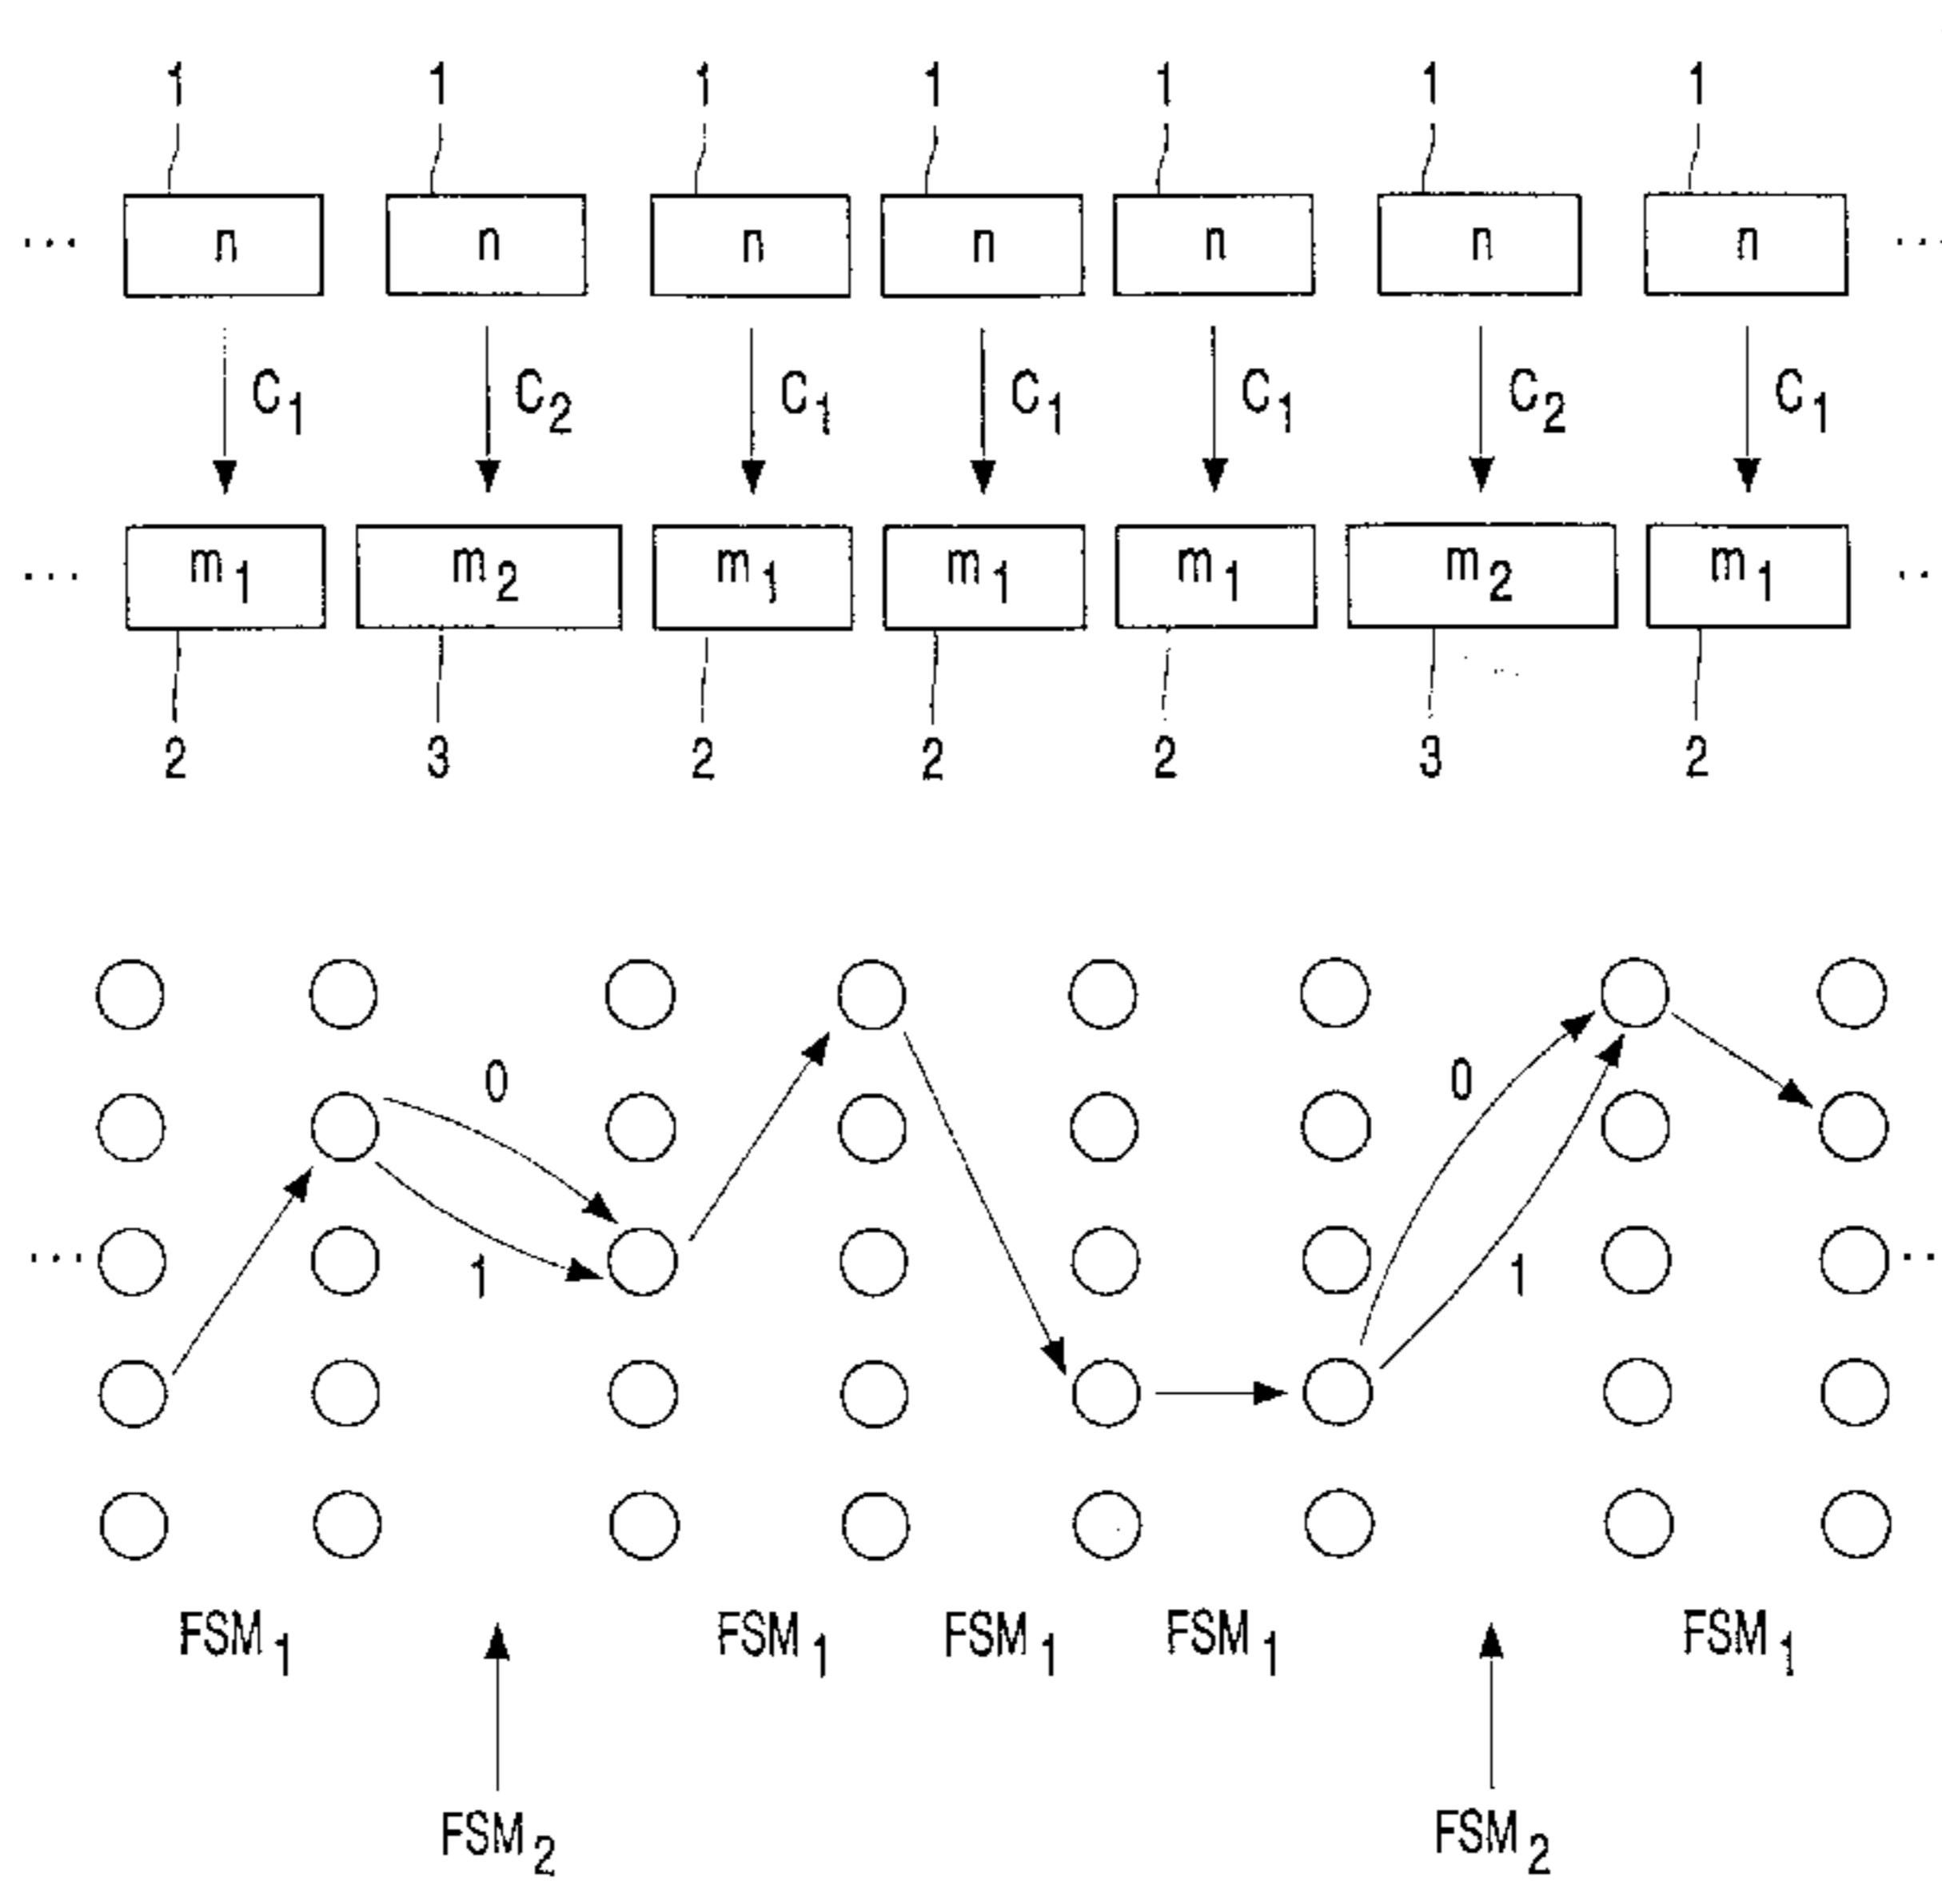 1 1 1 1 1 1 1
... n n n n n n n ...
C1 C2 C1 C1 C1 C2 C1
... m1 m2 m1 m1 m1 m2 m1 ...
2 3 2 2 2 3 2
0 0
... 1 1 ...
FSM1 FSM1 FSM1 FSM1 FSM1
FSM2 FSM2